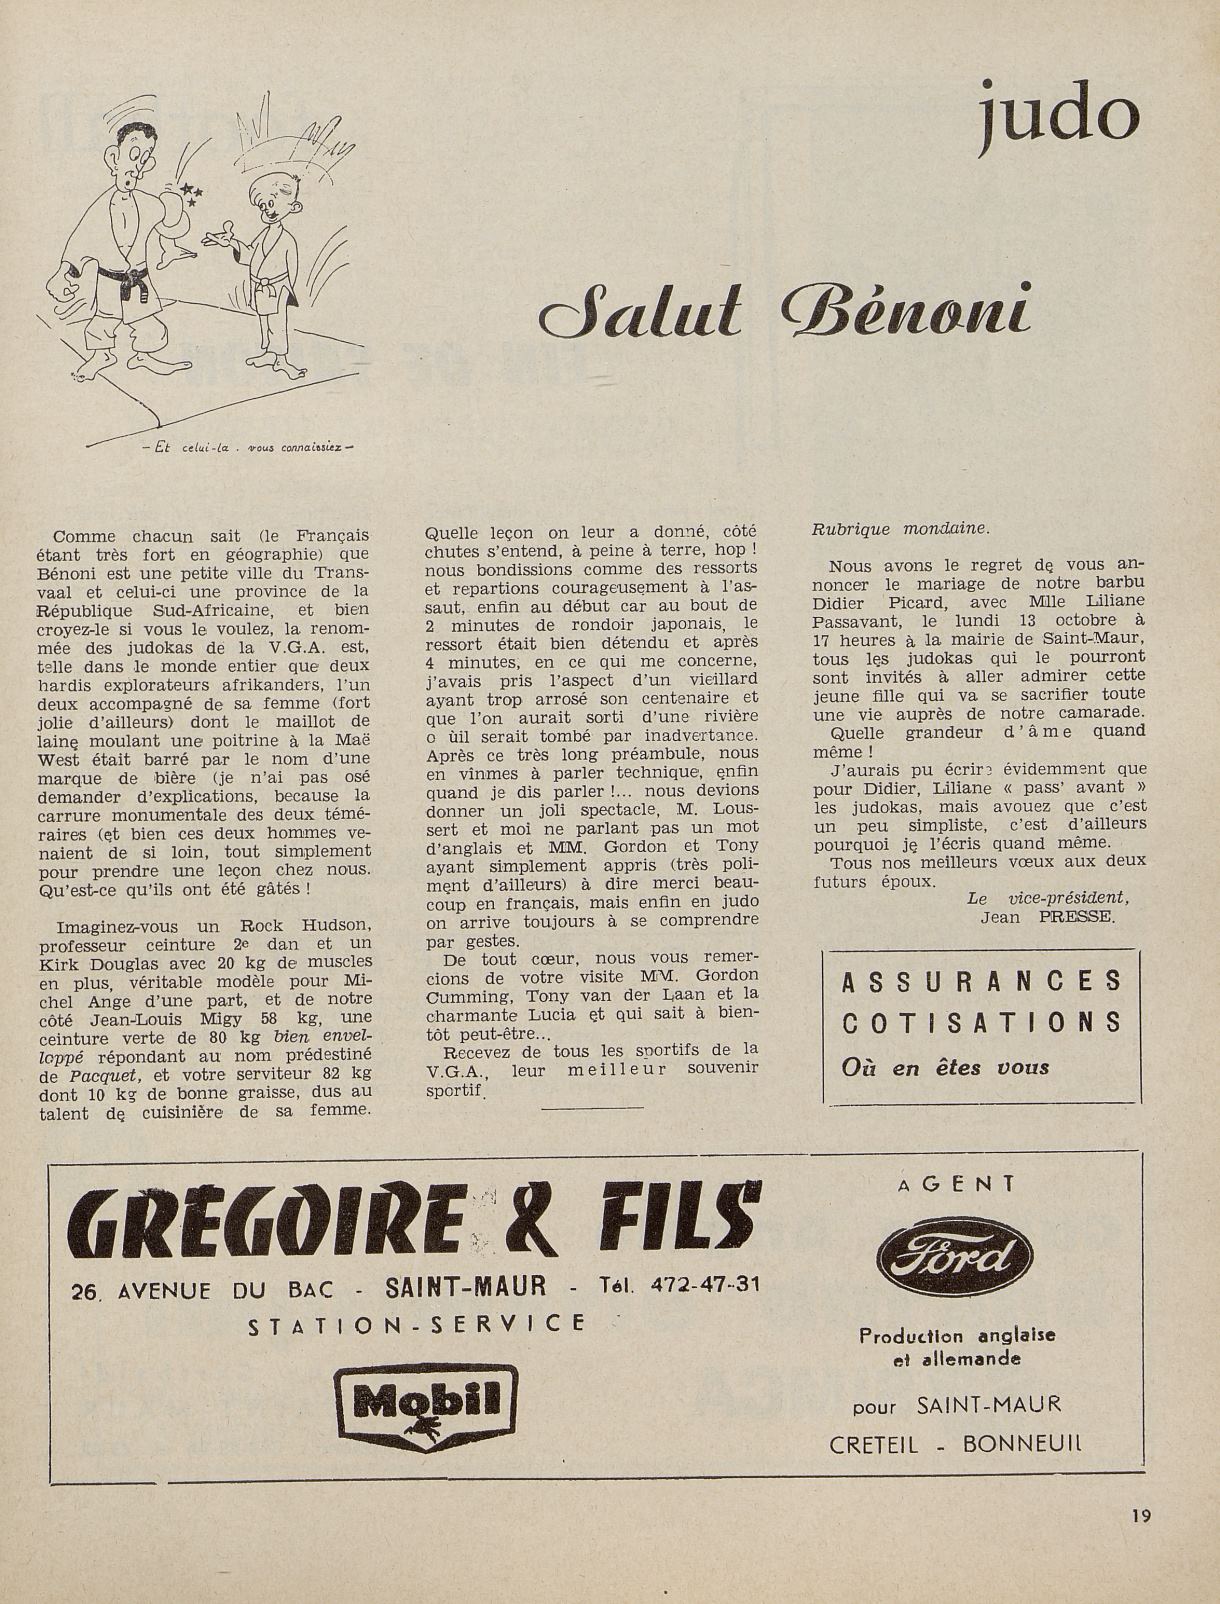 judo
Salut Bénoni
— Et celui-la . vous connaissiez —
Comme chacun sait (le Français
étant très fort en géographie) que
Bénoni est une petite ville du Trans-
vaal et celui-ci une province de la
République Sud-Africaine, et bien
croyez-le si vous le voulez, la renom-
mée des judokas de la V.G.A. est,
telle dans le monde entier que deux
hardis explorateurs afrikanders, l'un
deux accompagné de sa femme (fort
jolie d'ailleurs) dont le maillot de
laine moulant une poitrine à la Maë
West était barré par le nom d'une
marque de bière (je n'ai pas osé
demander d'explications, because la
carrure monumentale des deux témé-
raires (et bien ces deux hommes ve-
naient de si loin, tout simplement
pour prendre une leçon chez nous.
Qu'est-ce qu'ils ont été gâtés !
Imaginez-vous un Rock Hudson,
professeur ceinture 2e dan et un
Kirk Douglas avec 20 kg de muscles
en plus, véritable modèle pour Mi-
chel Ange d'une part, et de notre
côté Jean-Louis Migy 58 kg, une
ceinture verte de 80 kg bien envel-
loppé répondant au nom prédestiné
de Pacquet, et votre serviteur 82 kg
dont 10 kg de bonne graisse, dus au
talent de cuisinière de sa femme.
Quelle leçon on leur a donné, côté
chutes s'entend, à peine à terre, hop !
nous bondissions comme des ressorts
et repartions courageusement à l'as-
saut, enfin au début car au bout de
2 minutes de rondoir japonais, le
ressort était bien détendu et après
4 minutes, en ce qui me concerne,
j'avais pris l'aspect d'un vieillard
ayant trop arrosé son centenaire et
que l'on aurait sorti d'une rivière
o ùil serait tombé par inadvertance.
Après ce très long préambule, nous
en vînmes à parler technique, enfin
quand je dis parler !... nous devions
donner un joli spectacle, M. Lous-
sert et moi ne parlant pas un mot
d'anglais et MM. Gordon et Tony
ayant simplement appris (très poli-
ment d'ailleurs) à dire merci beau-
coup en français, mais enfin en judo
on arrive toujours à se comprendre
par gestes.
De tout cœur, nous vous remer-
cions de votre visite MM. Gordon
Cumming, Tony van der Laan et la
charmante Lucia et qui sait à bien-
tôt peut-être...
Recevez de tous les sportifs de la
V.G.A., leur meilleur souvenir
sportif.
Rubrique mondaine.
Nous avons le regret de vous an-
noncer le mariage de notre barbu
Didier Picard, avec Mlle Liliane
Passavant, le lundi 13 octobre à
17 heures à la mairie de Saint-Maur,
tous les judokas qui le pourront
sont invités à aller admirer cette
jeune fille qui va se sacrifier toute
une vie auprès de notre camarade.
Quelle grandeur d'âme quand
même !
J'aurais pu écrire évidemment que
pour Didier, Liliane « pass' avant »
les judokas, mais avouez que c'est
un peu simpliste, c'est d'ailleurs
pourquoi je l'écris quand même.
Tous nos meilleurs vœux aux deux
futurs époux.
Le vice-président,
Jean PRESSE.
ASSURANCES
COTISATIONS
Où en êtes vous
GREGOIRE & FILS
26, AVENUE DU BAC - SAINT-MAUR - Tél. 472-47-31
STATION-SERVICE
Mobil
AGENT
Ford
Production anglaise
et allemande
pour SAINT-MAUR
CRETEIL - BONNEUIL
19